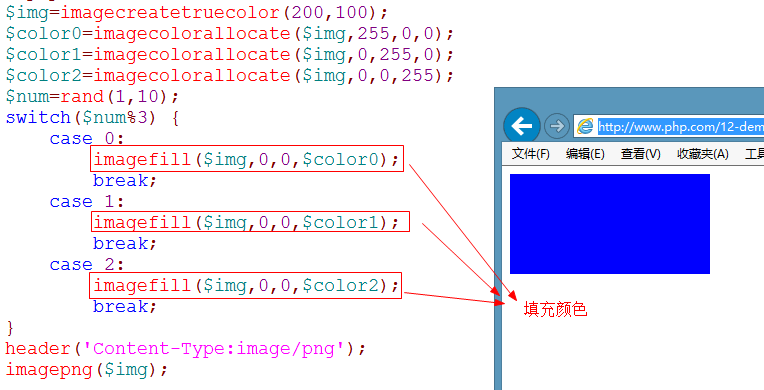 $img=imagecreatetruecolor(200,100);
$color0=imagecolorallocate($img,255,0,0);
$color1=imagecolorallocate($img,0,255,0);
$color2=imagecolorallocate($img,0,0,255);
$num=rand(1,10);
switch($num%3) {
    case 0:
        imagefill($img,0,0,$color0);
        break;
    case 1:
        imagefill($img,0,0,$color1);
        break;
    case 2:
        imagefill($img,0,0,$color2);
        break;
}
header('Content-Type:image/png');
imagepng($img);
http://www.php.com/12-dem
文件(F) 编辑(E) 查看(V) 收藏夹(A) 工具
填充颜色